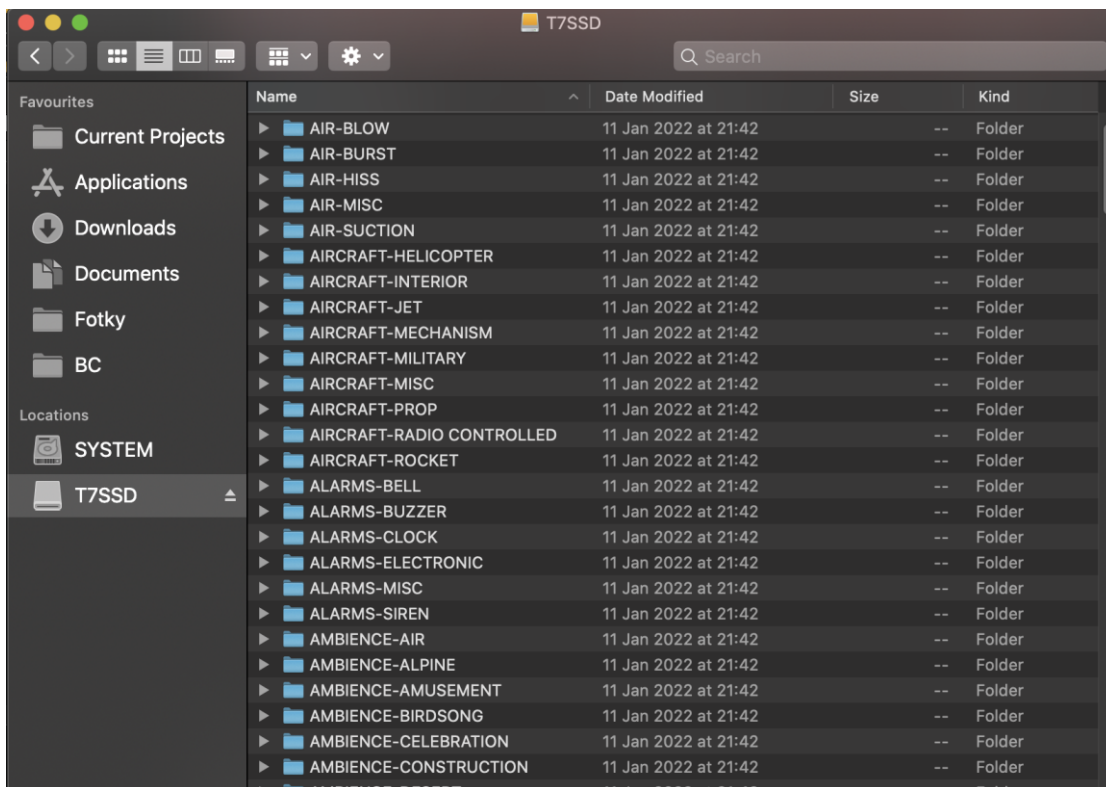 T7SSD
Search
Favourites
Current Projects
Applications
Downloads
Documents
Fotky
BC
Locations
SYSTEM
T7SSD
Name Date Modified Size Kind
AIR-BLOW 11 Jan 2022 at 21:42 -- Folder
AIR-BURST 11 Jan 2022 at 21:42 -- Folder
AIR-HISS 11 Jan 2022 at 21:42 -- Folder
AIR-MISC 11 Jan 2022 at 21:42 -- Folder
AIR-SUCTION 11 Jan 2022 at 21:42 -- Folder
AIRCRAFT-HELICOPTER 11 Jan 2022 at 21:42 -- Folder
AIRCRAFT-INTERIOR 11 Jan 2022 at 21:42 -- Folder
AIRCRAFT-JET 11 Jan 2022 at 21:42 -- Folder
AIRCRAFT-MECHANISM 11 Jan 2022 at 21:42 -- Folder
AIRCRAFT-MILITARY 11 Jan 2022 at 21:42 -- Folder
AIRCRAFT-MISC 11 Jan 2022 at 21:42 -- Folder
AIRCRAFT-PROP 11 Jan 2022 at 21:42 -- Folder
AIRCRAFT-RADIO CONTROLLED 11 Jan 2022 at 21:42 -- Folder
AIRCRAFT-ROCKET 11 Jan 2022 at 21:42 -- Folder
ALARMS-BELL 11 Jan 2022 at 21:42 -- Folder
ALARMS-BUZZER 11 Jan 2022 at 21:42 -- Folder
ALARMS-CLOCK 11 Jan 2022 at 21:42 -- Folder
ALARMS-ELECTRONIC 11 Jan 2022 at 21:42 -- Folder
ALARMS-MISC 11 Jan 2022 at 21:42 -- Folder
ALARMS-SIREN 11 Jan 2022 at 21:42 -- Folder
AMBIENCE-AIR 11 Jan 2022 at 21:42 -- Folder
AMBIENCE-ALPINE 11 Jan 2022 at 21:42 -- Folder
AMBIENCE-AMUSEMENT 11 Jan 2022 at 21:42 -- Folder
AMBIENCE-BIRDSONG 11 Jan 2022 at 21:42 -- Folder
AMBIENCE-CELEBRATION 11 Jan 2022 at 21:42 -- Folder
AMBIENCE-CONSTRUCTION 11 Jan 2022 at 21:42 -- Folder